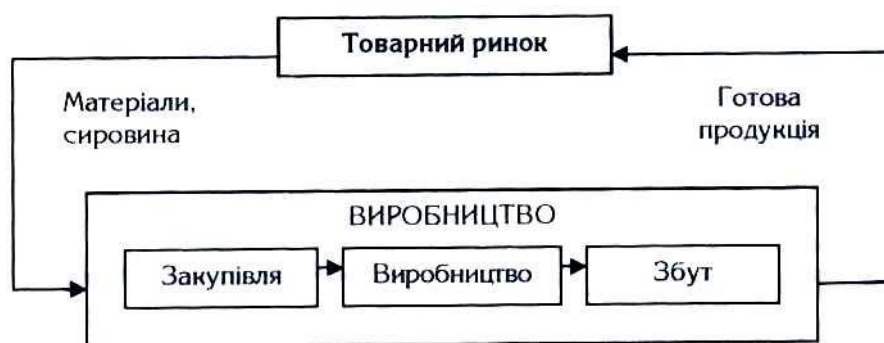 Товарний ринок
Матеріали,
сировина
Готова
продукція
ВИРОБНИЦТВО
Закупівля
Виробництво
Збут